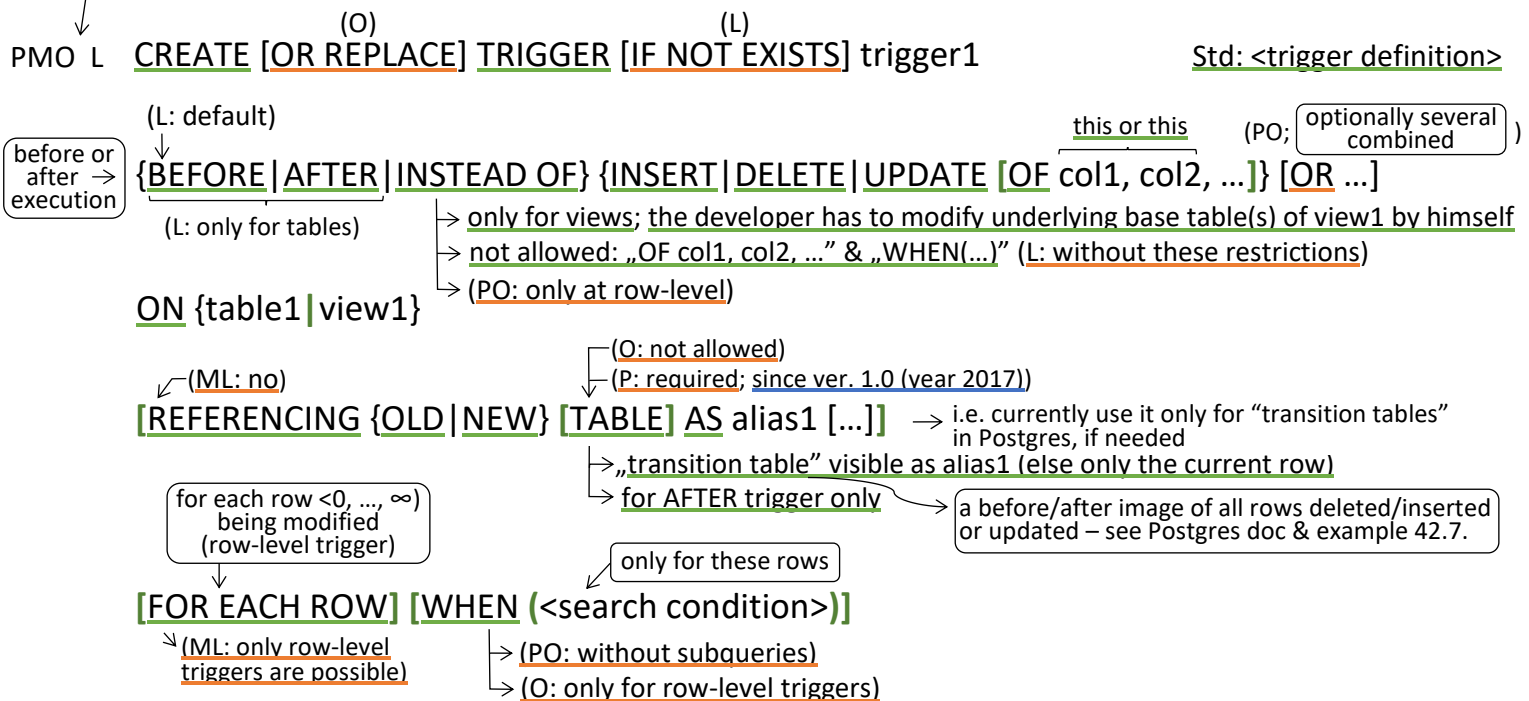 (O) (L)
PMO L CREATE [OR REPLACE] TRIGGER [IF NOT EXISTS] trigger1 Std: <trigger definition>
(L: default)
this or this (PO; optionally several combined )
before or after → execution
{BEFORE|AFTER|INSTEAD OF} {INSERT|DELETE|UPDATE [OF col1, col2, …]} [OR …]
(L: only for tables)
only for views; the developer has to modify underlying base table(s) of view1 by himself
not allowed: „OF col1, col2, …” & „WHEN(…)” (L: without these restrictions)
(PO: only at row-level)
ON {table1|view1}
(O: not allowed)
(ML: no) (P: required; since ver. 1.0 (year 2017))
[REFERENCING {OLD|NEW} [TABLE] AS alias1 […]] → i.e. currently use it only for “transition tables”
in Postgres, if needed
„transition table” visible as alias1 (else only the current row)
for AFTER trigger only
a before/after image of all rows deleted/inserted
or updated – see Postgres doc & example 42.7.
for each row <0, …, ∞)
being modified
(row-level trigger)
only for these rows
[FOR EACH ROW] [WHEN (<search condition>)]
(ML: only row-level
triggers are possible)
(PO: without subqueries)
(O: only for row-level triggers)